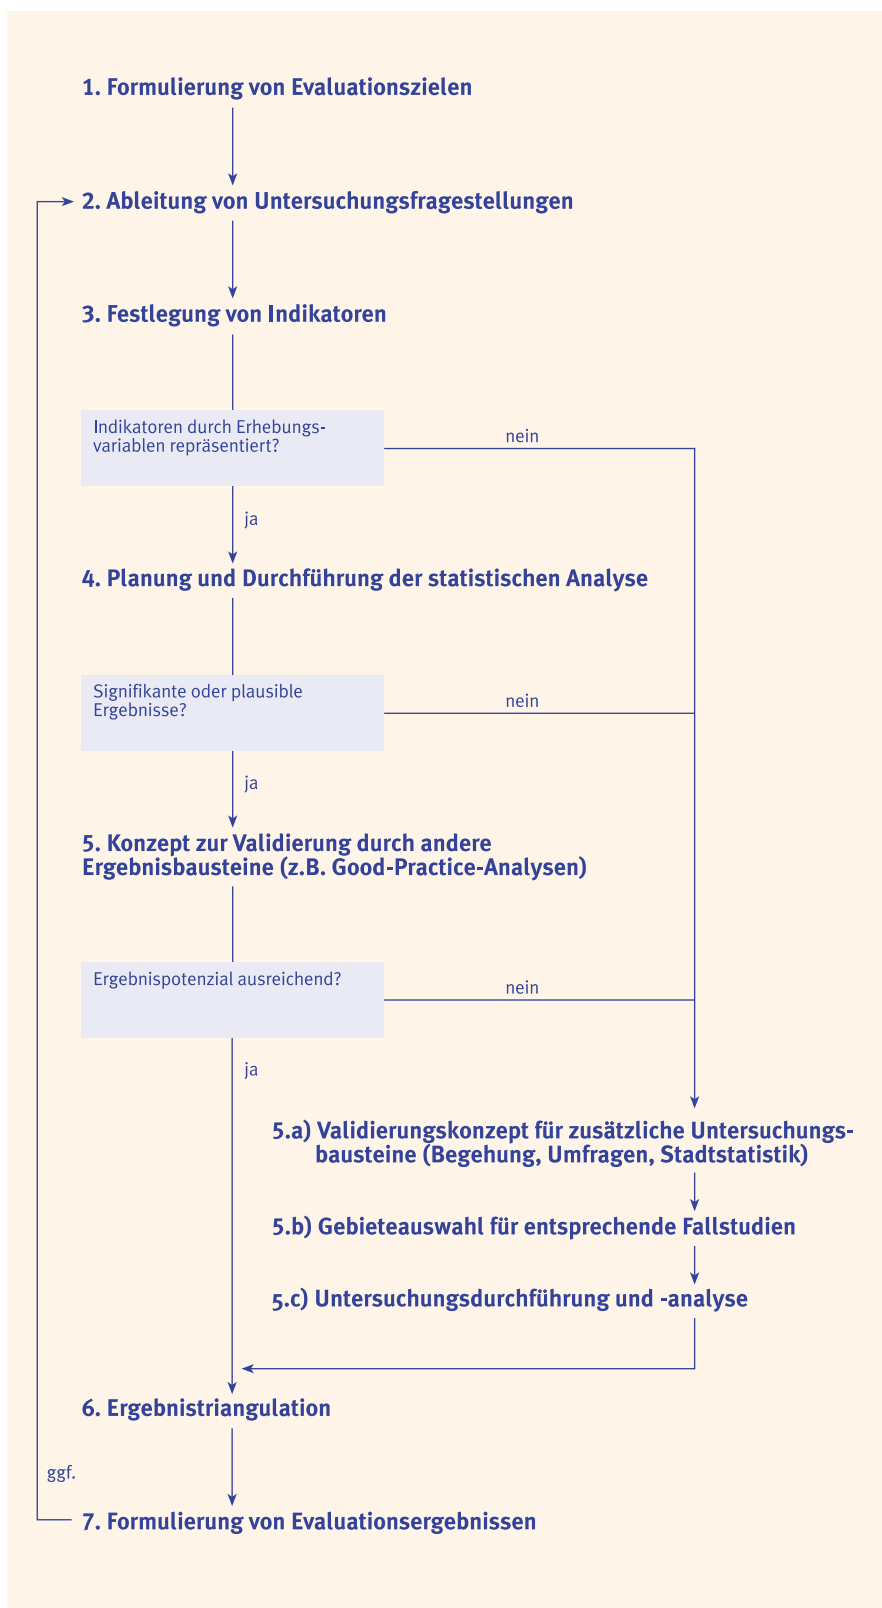 1. Formulierung von Evaluationszielen
2. Ableitung von Untersuchungsfragestellungen
3. Festlegung von Indikatoren
Indikatoren durch Erhebungs-
variablen repräsentiert?
nein
ja
4. Planung und Durchführung der statistischen Analyse
Signifikante oder plausible
Ergebnisse?
nein
ja
5. Konzept zur Validierung durch andere
Ergebnisbausteine (z.B. Good-Practice-Analysen)
Ergebnispotenzial ausreichend?
nein
ja
5.a) Validierungskonzept für zusätzliche Untersuchungs-
bausteine (Begehung, Umfragen, Stadtstatistik)
5.b) Gebieteauswahl für entsprechende Fallstudien
5.c) Untersuchungsdurchführung und -analyse
6. Ergebnistriangulation
ggf.
7. Formulierung von Evaluationsergebnissen